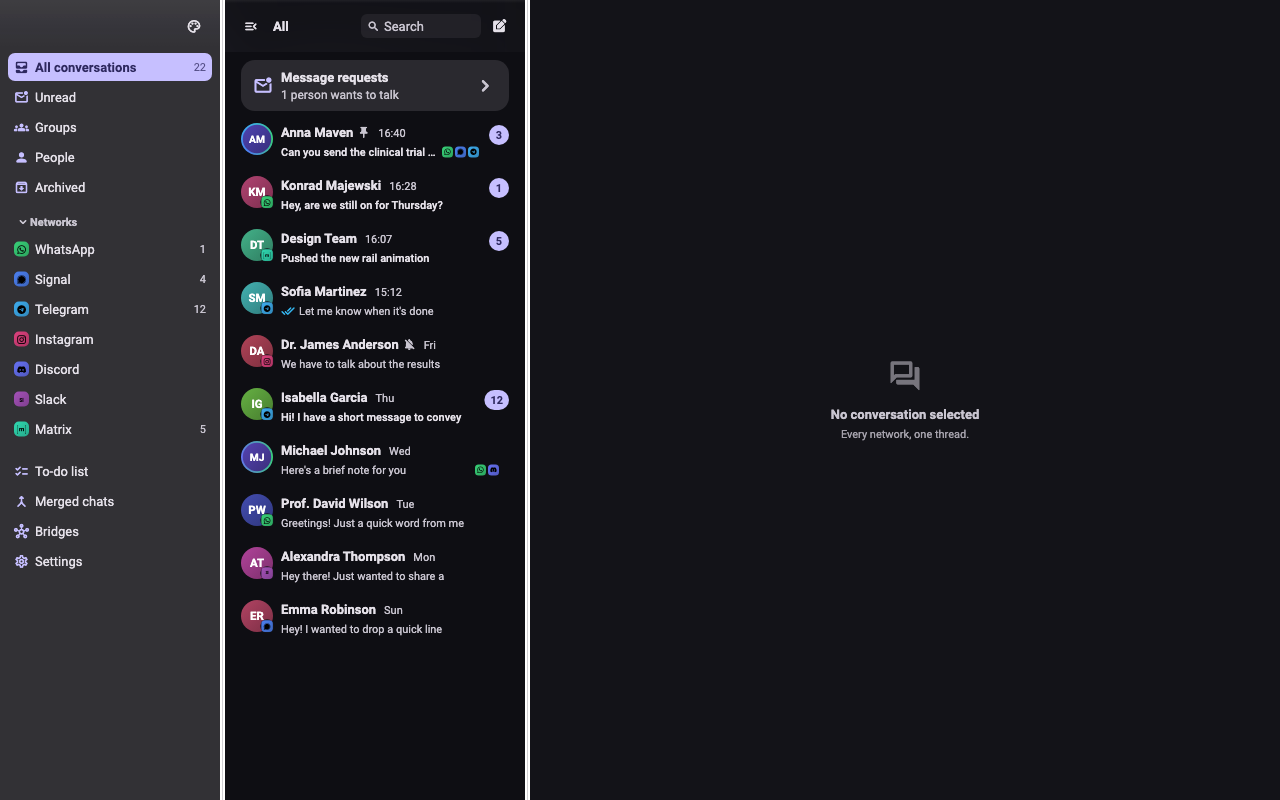 All conversations 22
Unread
Groups
People
Archived
Networks
WhatsApp 1
Signal 4
Telegram 12
Instagram
Discord
Slack
Matrix 5
To-do list
Merged chats
Bridges
Settings
All Search
Message requests
1 person wants to talk
AM Anna Maven 16:40 3
Can you send the clinical trial …
KM Konrad Majewski 16:28 1
Hey, are we still on for Thursday?
DT Design Team 16:07 5
Pushed the new rail animation
SM Sofia Martinez 15:12
Let me know when it's done
DA Dr. James Anderson Fri
We have to talk about the results
IG Isabella Garcia Thu 12
Hi! I have a short message to convey
MJ Michael Johnson Wed
Here's a brief note for you
PW Prof. David Wilson Tue
Greetings! Just a quick word from me
AT Alexandra Thompson Mon
Hey there! Just wanted to share a
ER Emma Robinson Sun
Hey! I wanted to drop a quick line
No conversation selected
Every network, one thread.